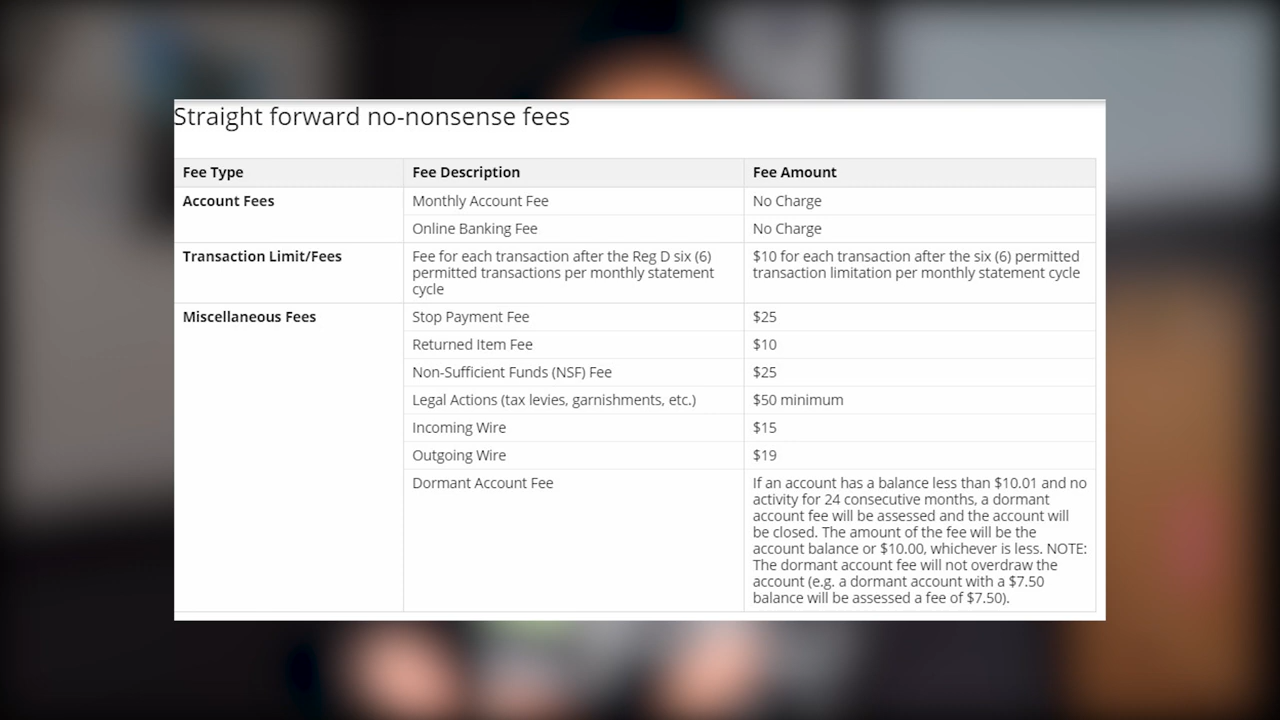 Straight forward no-nonsense fees
Fee Type Fee Description Fee Amount
Account Fees Monthly Account Fee No Charge
Online Banking Fee No Charge
Transaction Limit/Fees Fee for each transaction after the Reg D six (6) $10 for each transaction after the six (6) permitted
permitted transactions per monthly statement transaction limitation per monthly statement cycle
cycle
Miscellaneous Fees Stop Payment Fee $25
Returned Item Fee $10
Non-Sufficient Funds (NSF) Fee $25
Legal Actions (tax levies, garnishments, etc.) $50 minimum
Incoming Wire $15
Outgoing Wire $19
Dormant Account Fee If an account has a balance less than $10.01 and no
activity for 24 consecutive months, a dormant
account fee will be assessed and the account will
be closed. The amount of the fee will be the
account balance or $10.00, whichever is less. NOTE:
The dormant account fee will not overdraw the
account (e.g. a dormant account with a $7.50
balance will be assessed a fee of $7.50).